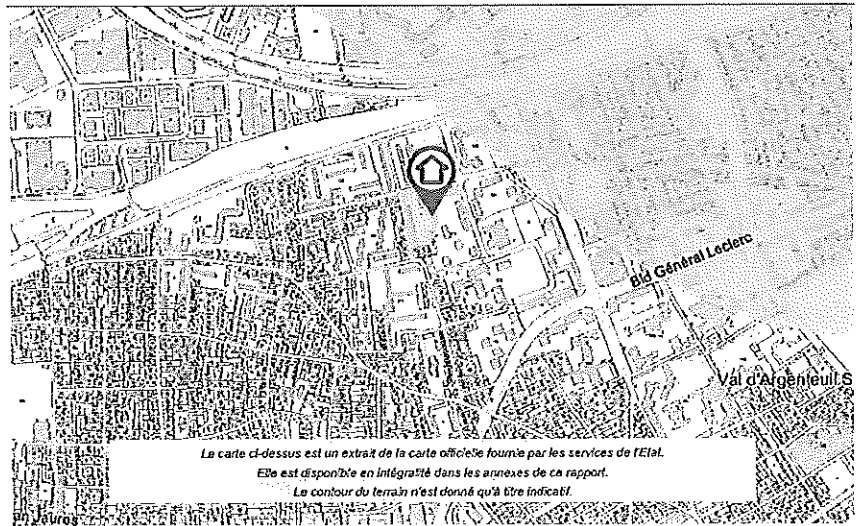 Bld Général Leclerc
Val d'Argenteuil S
La carte ci-dessus est un extrait de la carte officielle fournie par les services de l'Etat.
Elle est disponible en intégralité dans les annexes de ce rapport.
Le contour du terrain n'est donné qu'à titre indicatif.